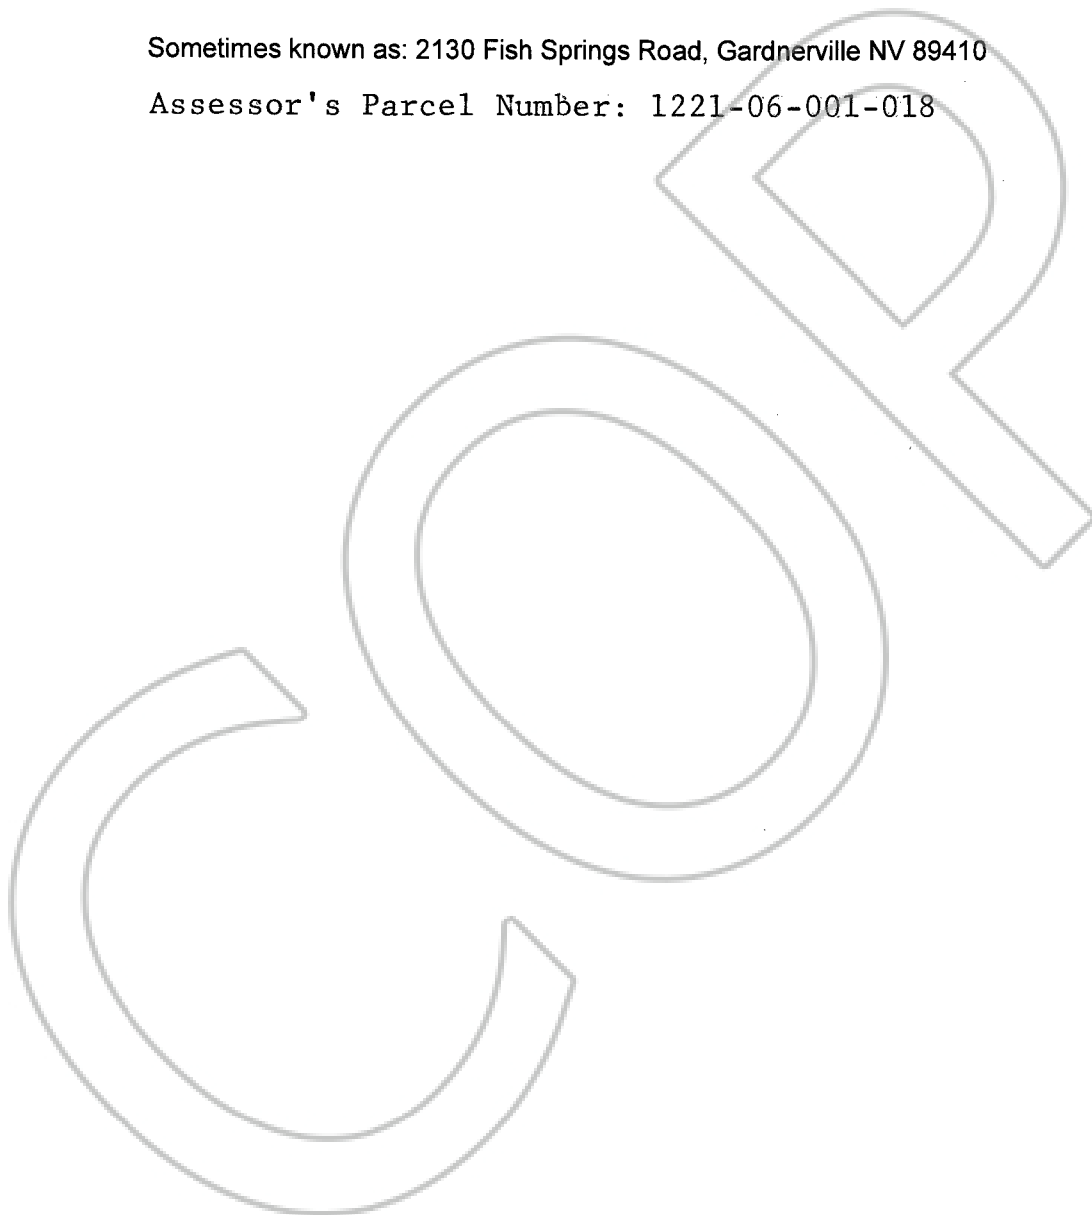 Sometimes known as: 2130 Fish Springs Road, Gardnerville NV 89410
Assessor's Parcel Number: 1221-06-001-018
COP